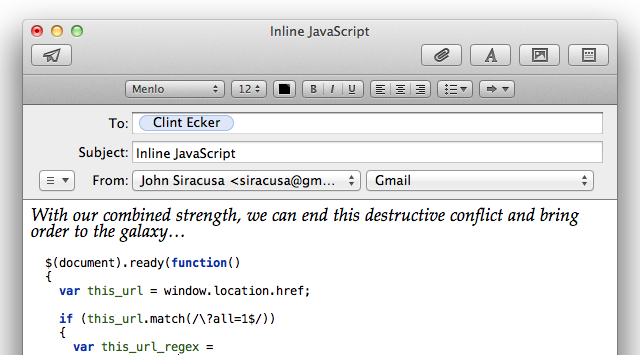 Inline JavaScript
Menlo 12 B I U
To: Clint Ecker
Subject: Inline JavaScript
From: John Siracusa <siracusa@gm... Gmail
With our combined strength, we can end this destructive conflict and bring
order to the galaxy…
$(document).ready(function()
{
var this_url = window.location.href;
if (this_url.match(/\?all=1$/))
{
var this_url_regex =